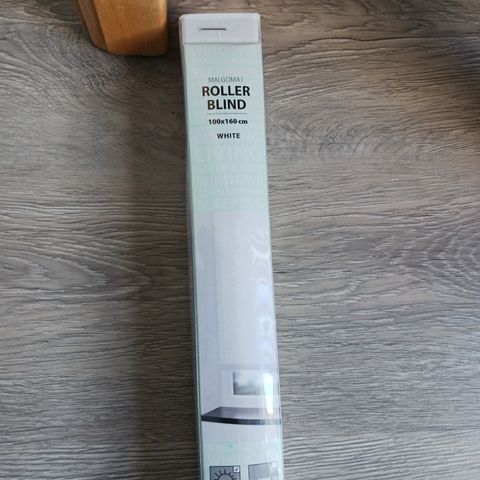 MALGOMAJ
ROLLER
BLIND
100x160 cm
WHITE